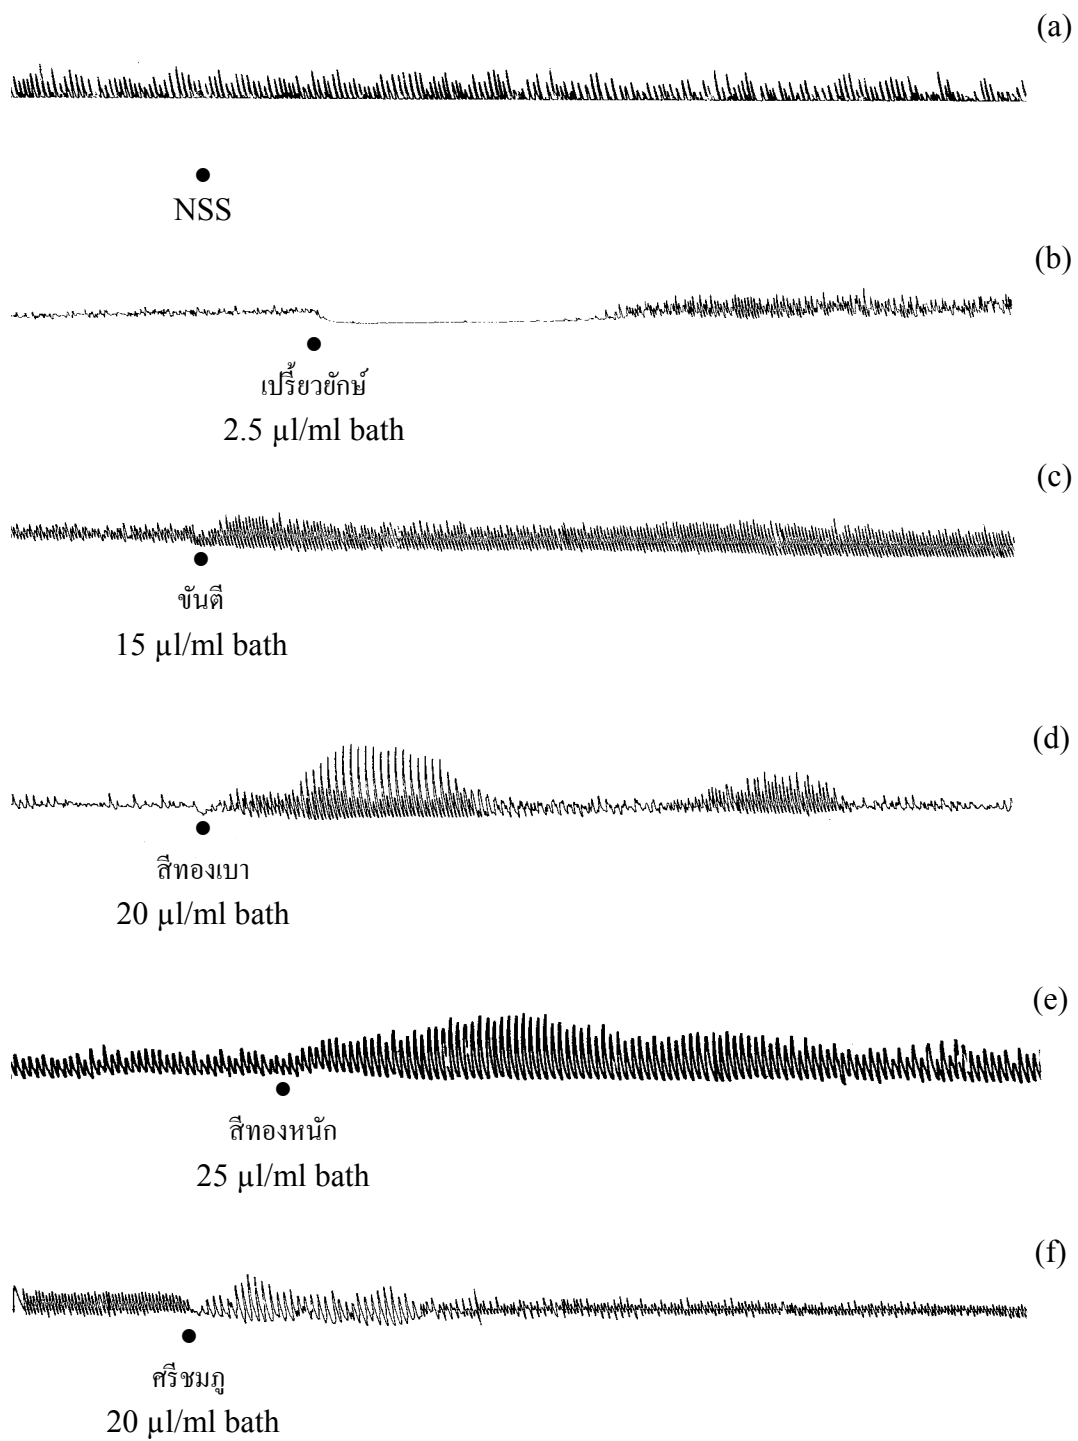 (a)
NSS
(b)
เปรี้ยวยักษ์
2.5 µl/ml bath
(c)
ขันตี
15 µl/ml bath
(d)
สีทองเบา
20 µl/ml bath
(e)
สีทองหนัก
25 µl/ml bath
(f)
ศรีชมภู
20 µl/ml bath